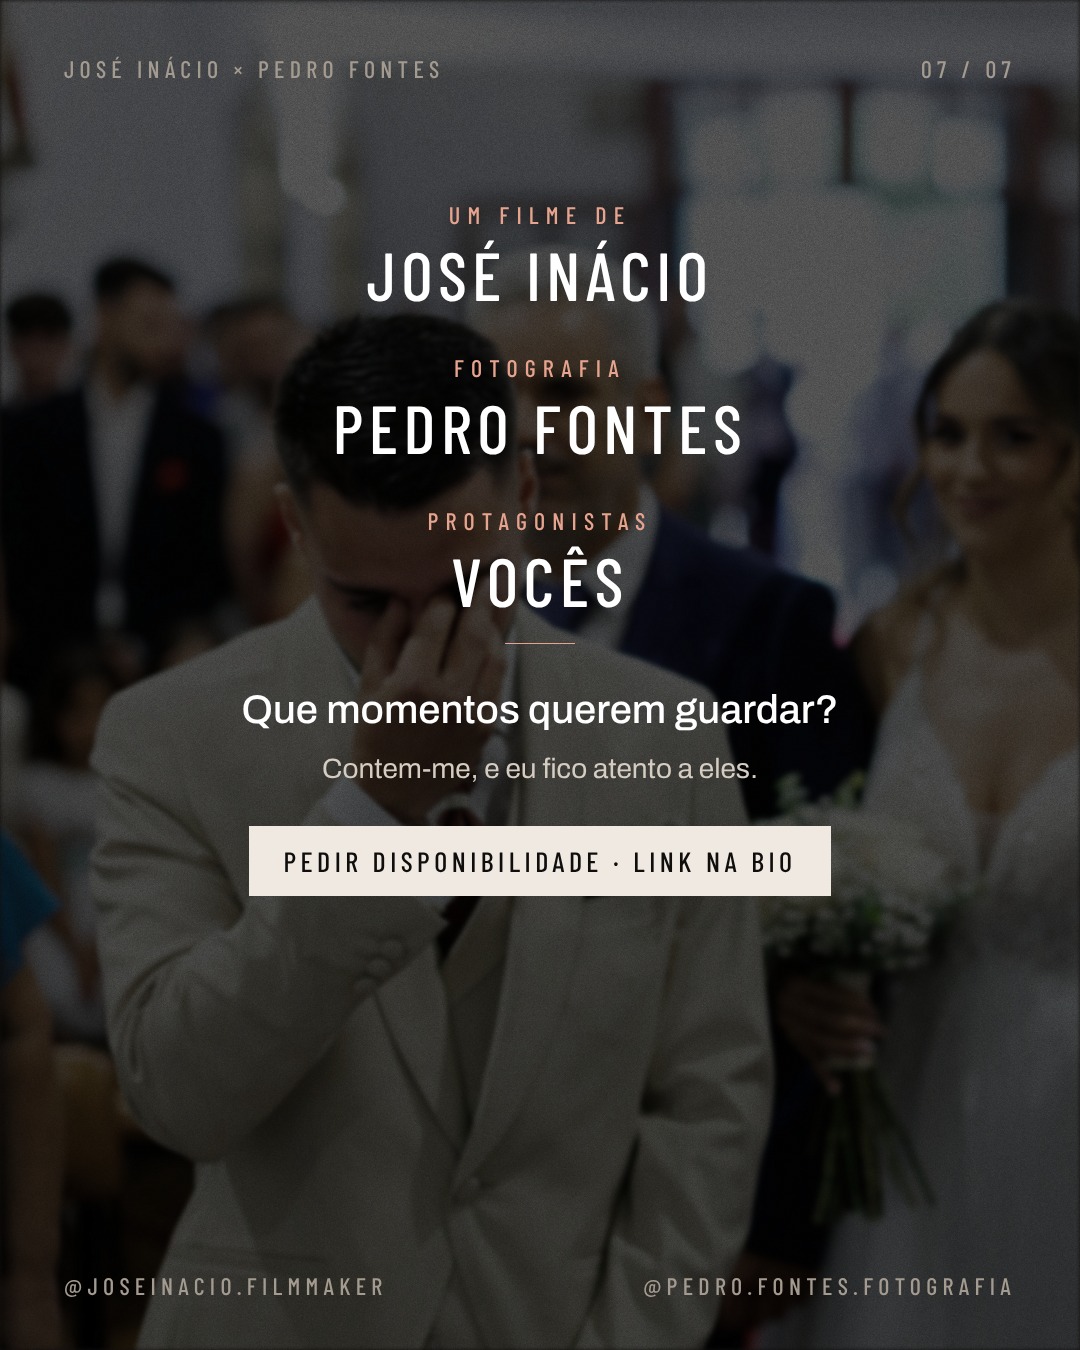 JOSÉ INÁCIO × PEDRO FONTES
07 / 07
UM FILME DE
JOSÉ INÁCIO
FOTOGRAFIA
PEDRO FONTES
PROTAGONISTAS
VOCÊS
Que momentos querem guardar?
Contem-me, e eu fico atento a eles.
PEDIR DISPONIBILIDADE · LINK NA BIO
@JOSEINACIO.FILMMAKER
@PEDRO.FONTES.FOTOGRAFIA